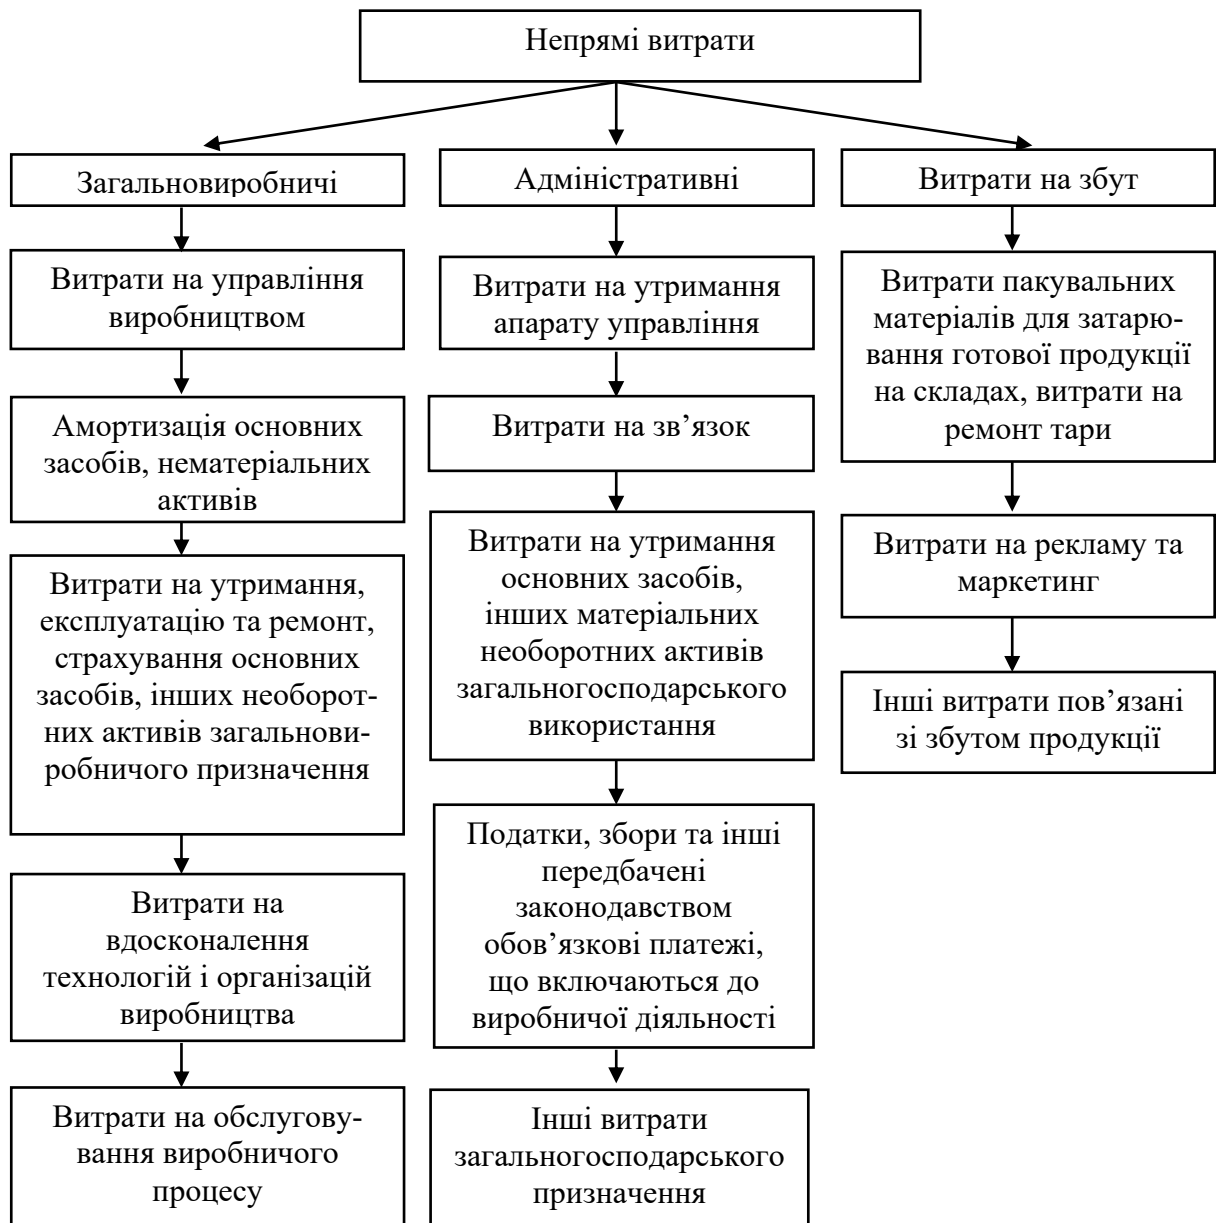 Непрямі витрати
Загальновиробничі
Витрати на управління
виробництвом
Амортизація основних
засобів, нематеріальних
активів
Витрати на утримання,
експлуатацію та ремонт,
страхування основних
засобів, інших необорот-
них активів загальнови-
робничого призначення
Витрати на
вдосконалення
технологій і організацій
виробництва
Витрати на обслугову-
вання виробничого
процесу
Адміністративні
Витрати на утримання
апарату управління
Витрати на зв’язок
Витрати на утримання
основних засобів,
інших матеріальних
необоротних активів
загальногосподарського
використання
Податки, збори та інші
передбачені
законодавством
обов’язкові платежі,
що включаються до
виробничої діяльності
Інші витрати
загальногосподарського
призначення
Витрати на збут
Витрати пакувальних
матеріалів для затарю-
вання готової продукції
на складах, витрати на
ремонт тари
Витрати на рекламу та
маркетинг
Інші витрати пов’язані
зі збутом продукції